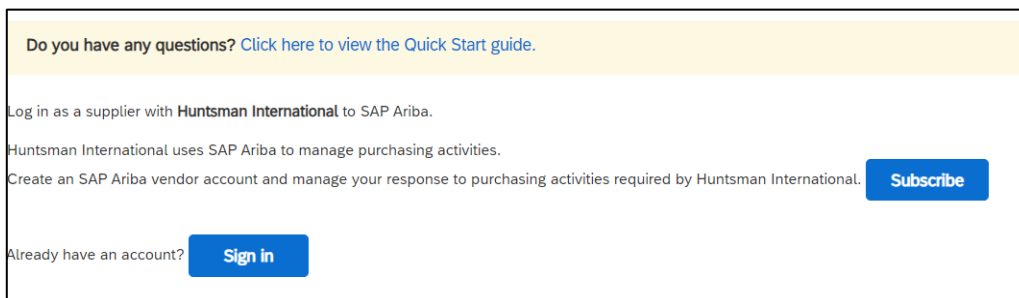 Do you have any questions? Click here to view the Quick Start guide.
Log in as a supplier with Huntsman International to SAP Ariba.
Huntsman International uses SAP Ariba to manage purchasing activities.
Create an SAP Ariba vendor account and manage your response to purchasing activities required by Huntsman International. Subscribe
Already have an account? Sign in